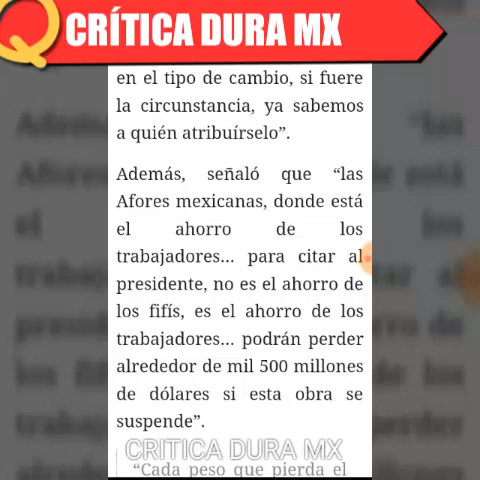 CRÍTICA DURA MX
en el tipo de cambio, si fuere
la circunstancia, ya sabemos
a quién atribuírselo”.
Además, señaló que “las
Afores mexicanas, donde está
el ahorro de los
trabajadores... para citar al
presidente, no es el ahorro de
los fifís, es el ahorro de los
trabajadores... podrán perder
alrededor de mil 500 millones
de dólares si esta obra se
suspende”.
CRITICA DURA MX
“Cada peso que pierda el